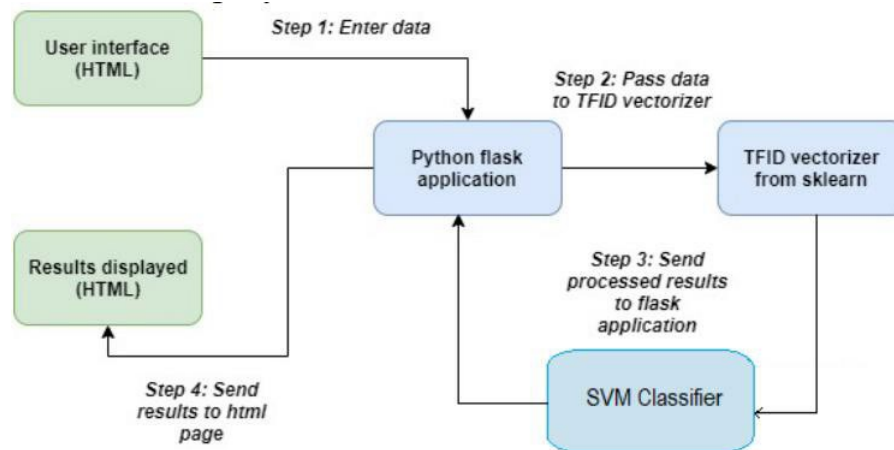 Step 1: Enter data
User interface
(HTML)
Step 2: Pass data
to TFID vectorizer
Python flask
application
TFID vectorizer
from sklearn
Results displayed
(HTML)
Step 3: Send
processed results
to flask
application
Step 4: Send
results to html
page
SVM Classifier